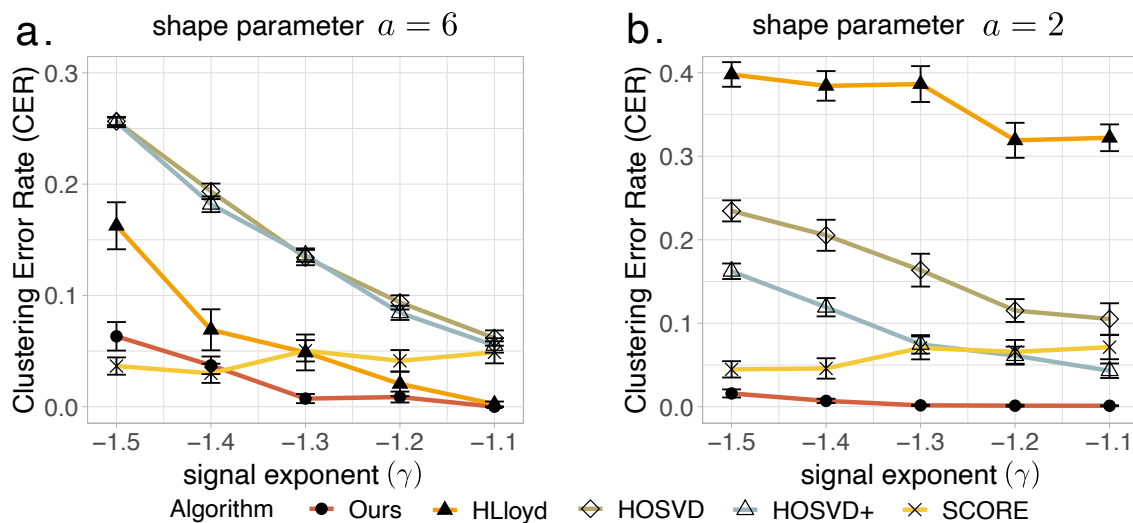 a. shape parameter a = 6
Clustering Error Rate (CER)
0.3
0.2
0.1
0.0
−1.5 −1.4 −1.3 −1.2 −1.1
signal exponent (γ)
b. shape parameter a = 2
Clustering Error Rate (CER)
0.4
0.3
0.2
0.1
0.0
−1.5 −1.4 −1.3 −1.2 −1.1
signal exponent (γ)
Algorithm Ours HLloyd HOSVD HOSVD+ SCORE